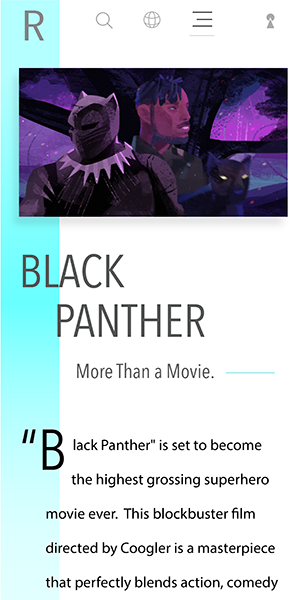 R
BLACK
PANTHER
More Than a Movie.
“Black Panther" is set to become
the highest grossing superhero
movie ever. This blockbuster film
directed by Coogler is a masterpiece
that perfectly blends action, comedy